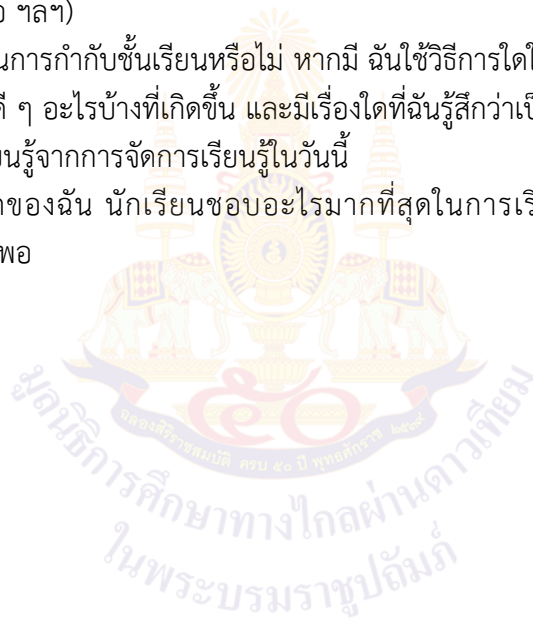 อ ฯลฯ)
นการกำกับชั้นเรียนหรือไม่ หากมี ฉันใช้วิธีการใดใ
ดี ๆ อะไรบ้างที่เกิดขึ้น และมีเรื่องใดที่ฉันรู้สึกว่าเป็
ยนรู้จากการจัดการเรียนรู้ในวันนี้
ของฉัน นักเรียนชอบอะไรมากที่สุดในการเรี
พอ
๕๐
ฉลองสิริราชสมบัติ ครบ ๕๐ ปี พุทธศักราช ๒๕๓๙
มูลนิธิการศึกษาทางไกลผ่านดาวเทียม
ในพระบรมราชูปถัมภ์